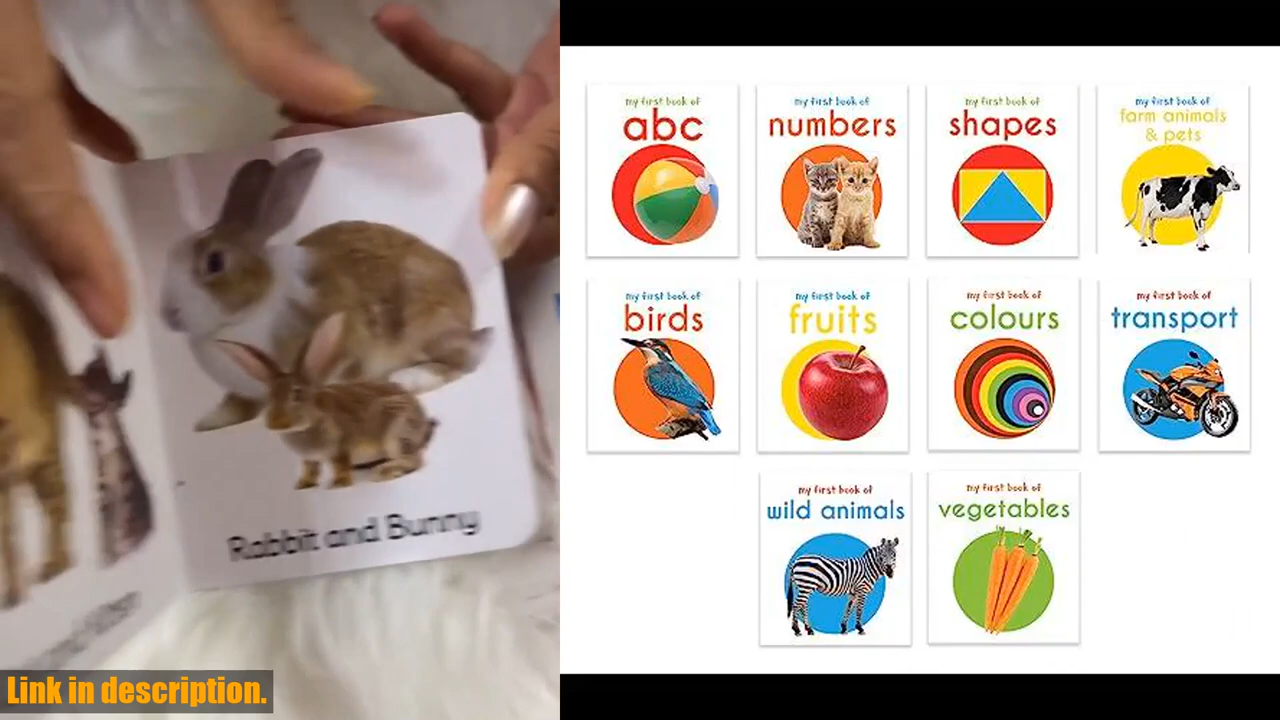 Rabbit and Bunny
Link in description.
my first book of
abc
my first book of
numbers
my first book of
shapes
my first book of
farm animals
& pets
my first book of
birds
my first book of
fruits
my first book of
colours
my first book of
transport
my first book of
wild animals
my first book of
vegetables